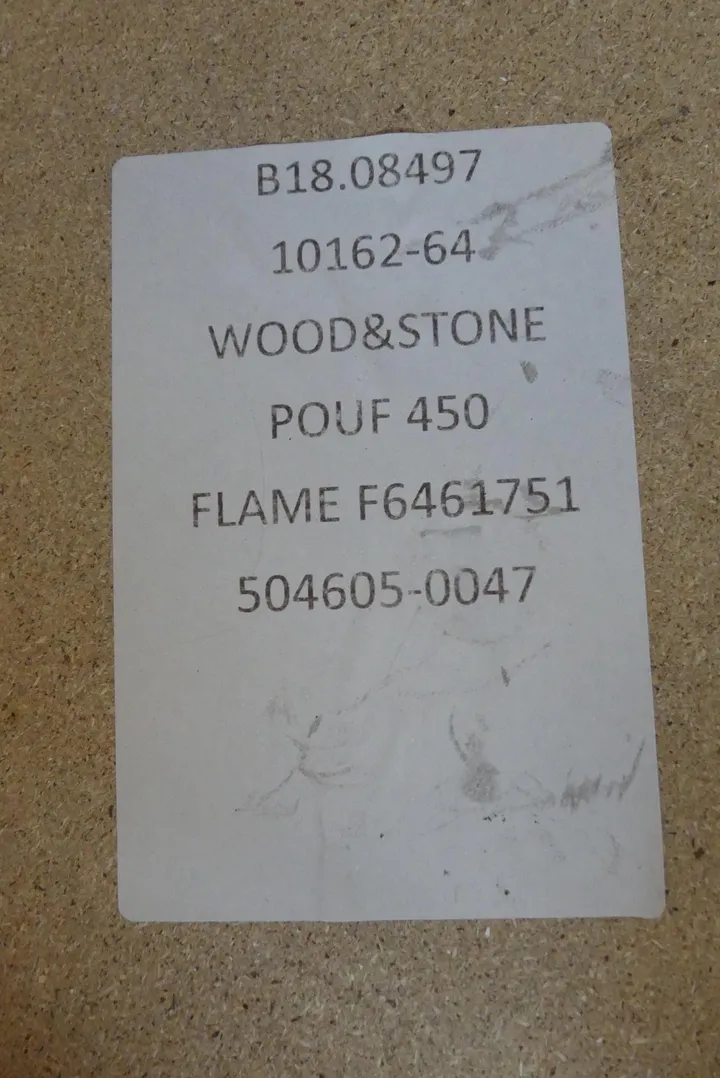 B18.08497
10162-64
WOOD&STONE
POUF 450
FLAME F6461751
504605-0047